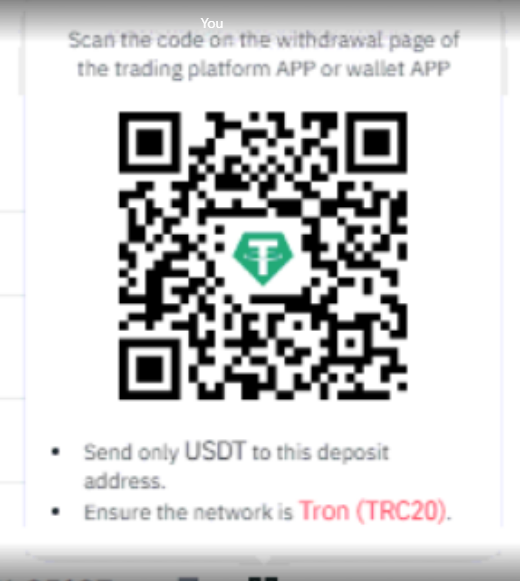 You
Scan the code on the withdrawal page of
the trading platform APP or wallet APP
• Send only USDT to this deposit
address.
• Ensure the network is Tron (TRC20).